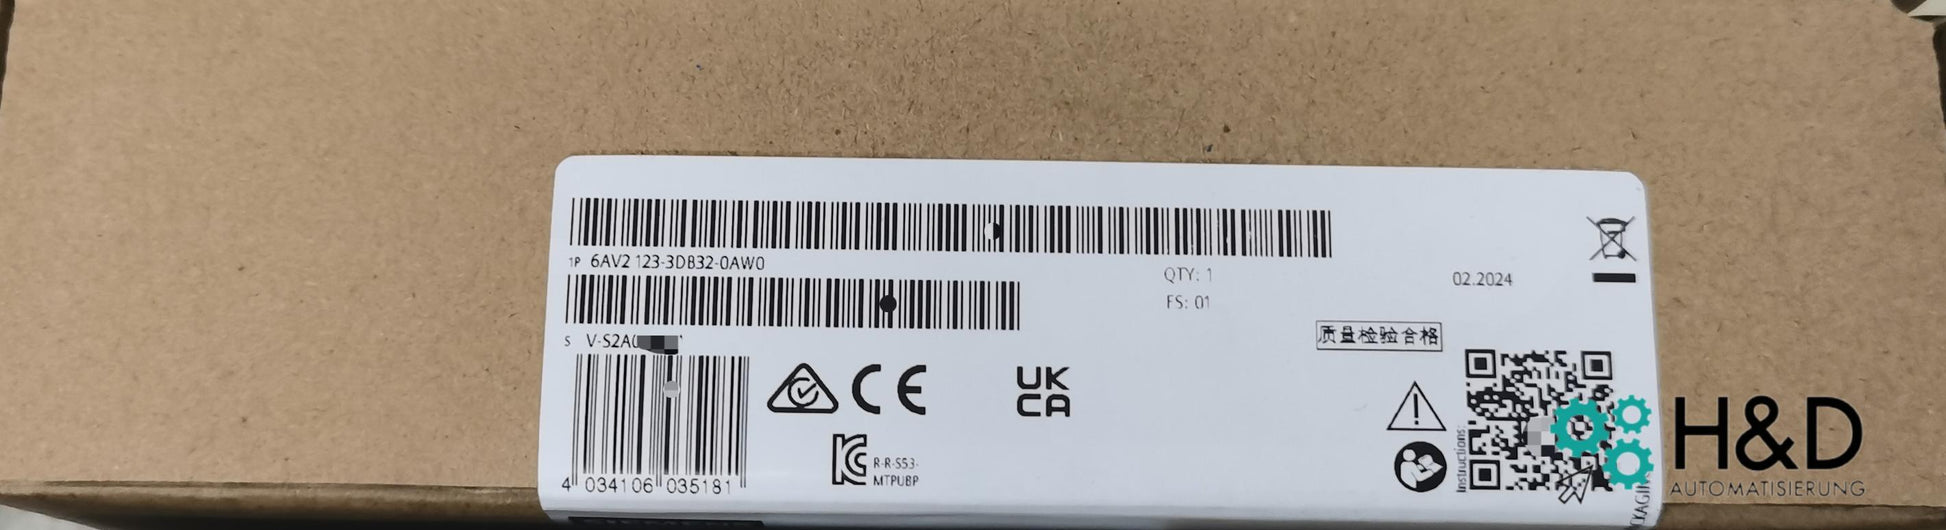 1P 6AV2 123-3DB32-0AW0
QTY: 1
FS: 01
02.2024
S V-S2A
质量检验合格
CE
UK
CA
R-R-S53-
MTPUBP
4 034106 035181
Instructions:
H&D
AUTOMATISIERUNG